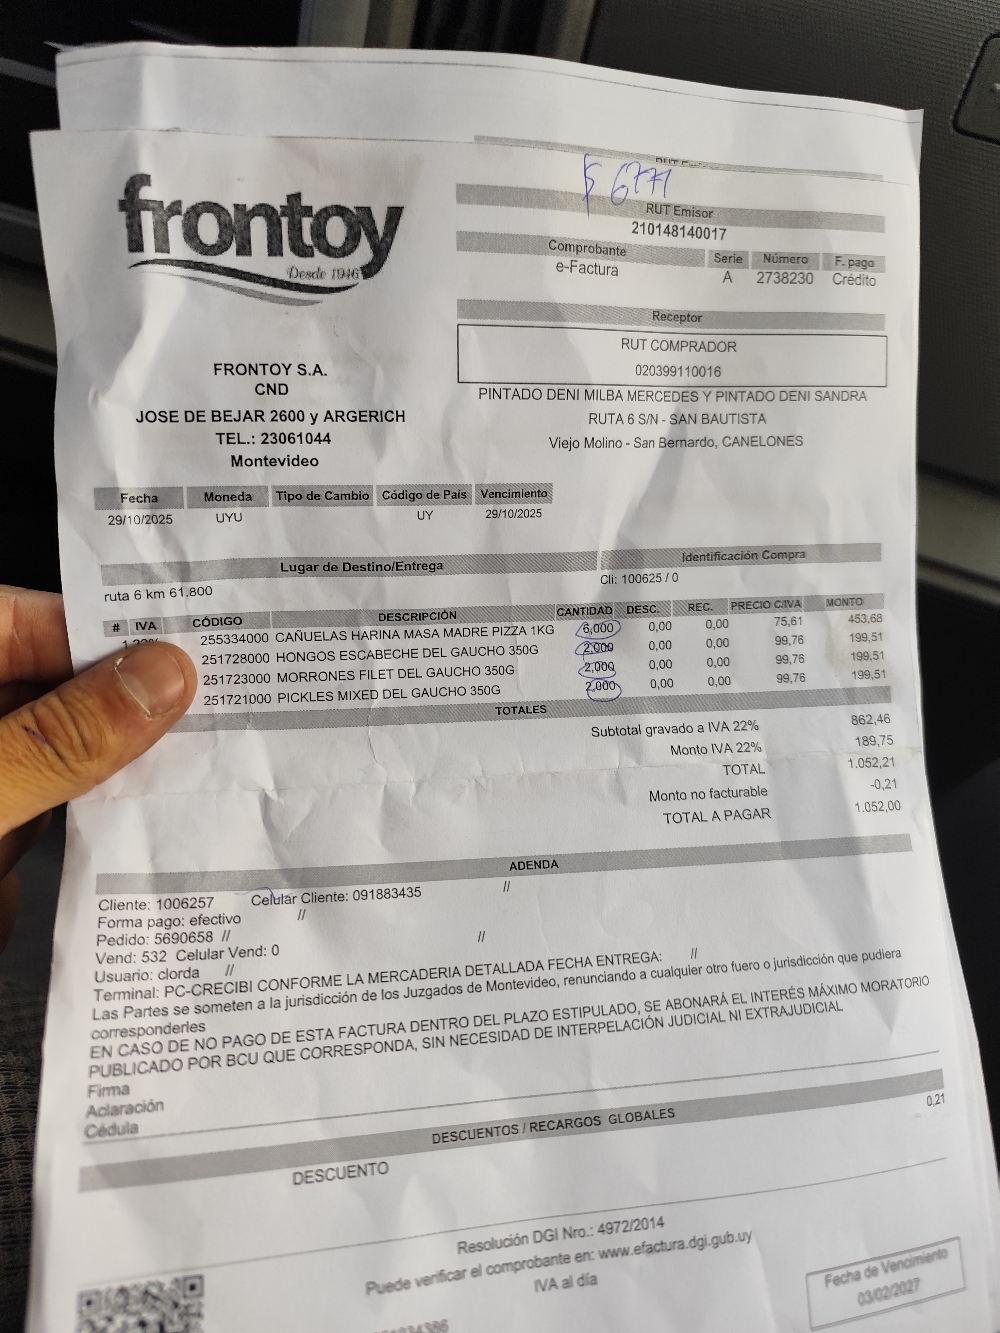 $ 6771
frontoy
Desde 1946
RUT Emisor
210148140017
Comprobante Serie Número F. pago
e-Factura A 2738230 Crédito
Receptor
RUT COMPRADOR
020399110016
PINTADO DENI MILBA MERCEDES Y PINTADO DENI SANDRA
RUTA 6 S/N - SAN BAUTISTA
Viejo Molino - San Bernardo, CANELONES
FRONTOY S.A.
CND
JOSE DE BEJAR 2600 y ARGERICH
TEL.: 23061044
Montevideo
Fecha Moneda Tipo de Cambio Código de País Vencimiento
29/10/2025 UYU UY 29/10/2025
Lugar de Destino/Entrega Identificación Compra
ruta 6 km 61.800 Cli: 100625 / 0
# IVA CÓDIGO DESCRIPCIÓN CANTIDAD DESC. REC. PRECIO C/IVA MONTO
255334000 CAÑUELAS HARINA MASA MADRE PIZZA 1KG 6,000 0,00 0,00 75,61 453,68
251728000 HONGOS ESCABECHE DEL GAUCHO 350G 2,000 0,00 0,00 99,76 199,51
251723000 MORRONES FILET DEL GAUCHO 350G 2,000 0,00 0,00 99,76 199,51
251721000 PICKLES MIXED DEL GAUCHO 350G 2,000 0,00 0,00 99,76 199,51
TOTALES
Subtotal gravado a IVA 22% 862,46
Monto IVA 22% 189,75
TOTAL 1.052,21
Monto no facturable -0,21
TOTAL A PAGAR 1.052,00
ADENDA
Cliente: 1006257 Celular Cliente: 091883435 //
Forma pago: efectivo //
Pedido: 5690658 //
Vend: 532 Celular Vend: 0 //
Usuario: clorda //
Terminal: PC-CRECIBI CONFORME LA MERCADERIA DETALLADA FECHA ENTREGA: //
Las Partes se someten a la jurisdicción de los Juzgados de Montevideo, renunciando a cualquier otro fuero o jurisdicción que pudiera
corresponderles
EN CASO DE NO PAGO DE ESTA FACTURA DENTRO DEL PLAZO ESTIPULADO, SE ABONARÁ EL INTERÉS MÁXIMO MORATORIO
PUBLICADO POR BCU QUE CORRESPONDA, SIN NECESIDAD DE INTERPELACIÓN JUDICIAL NI EXTRAJUDICIAL
Firma
Aclaración
Cédula
DESCUENTOS / RECARGOS GLOBALES
DESCUENTO 0,21
Resolución DGI Nro.: 4972/2014
Puede verificar el comprobante en: www.efactura.dgi.gub.uy
IVA al día
Fecha de Vencimiento
03/02/2027